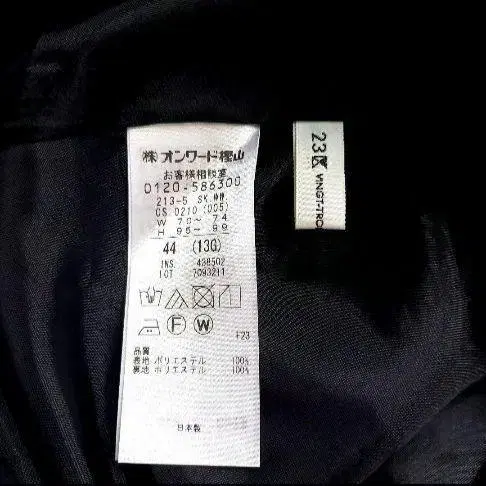 ㈱オンワード樫山
お客様相談室
0120-586300
213-5 SK.
CS.0210 (005)
W 70~ 74
H 95~ 99
44 (13G)
INS. 438502
LOT 7093211
F W
F23
品質
表地 ポリエステル 100%
裏地 ポリエステル 100%
日本製
23区 VINGT-TRO